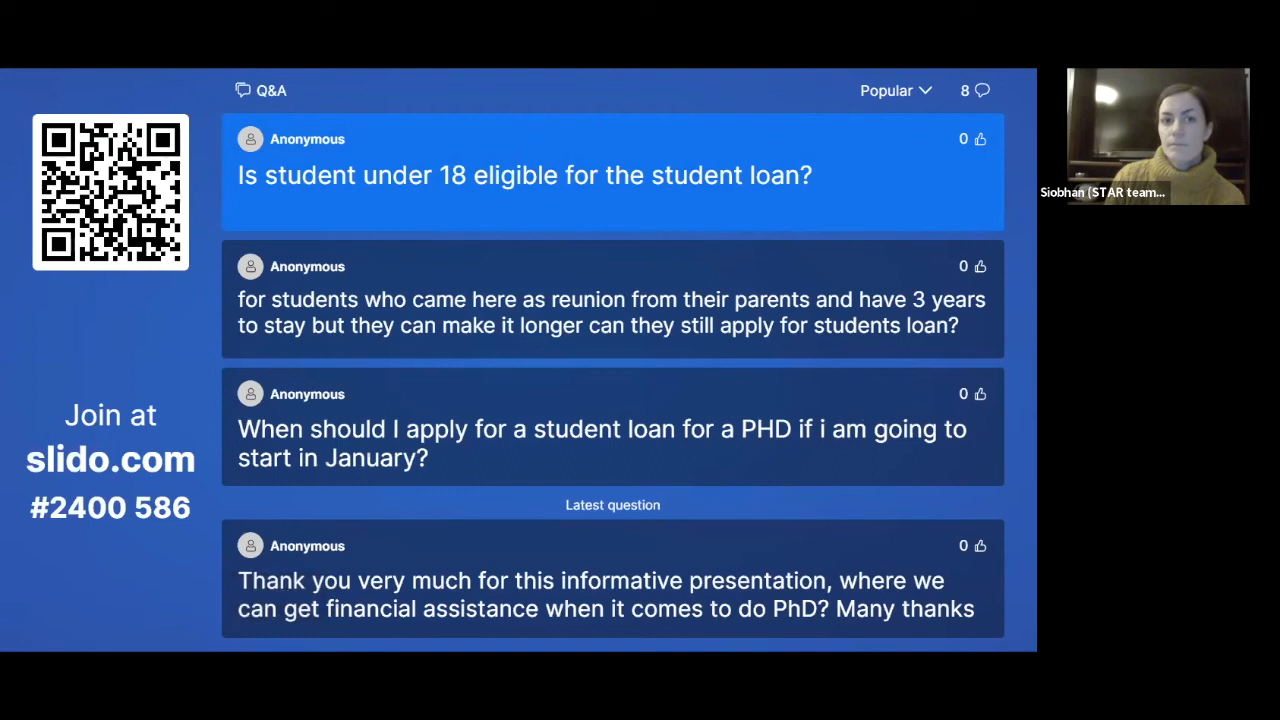 Q&A
Popular
8
Anonymous
0
Is student under 18 eligible for the student loan?
Anonymous
0
for students who came here as reunion from their parents and have 3 years
to stay but they can make it longer can they still apply for students loan?
Anonymous
0
When should I apply for a student loan for a PHD if i am going to
start in January?
Latest question
Anonymous
0
Thank you very much for this informative presentation, where we
can get financial assistance when it comes to do PhD? Many thanks
Join at
slido.com
#2400 586
Siobhan (STAR team...